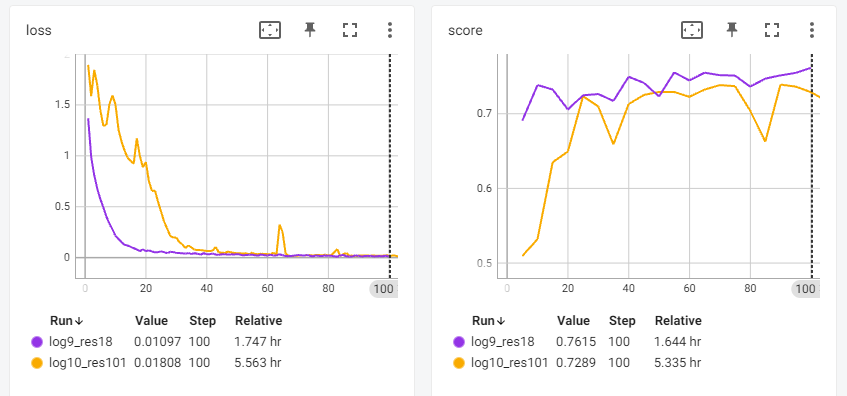 loss
1.5
1
0.5
0
0 20 40 60 80 100
Run↓ Value Step Relative
log9_res18 0.01097 100 1.747 hr
log10_res101 0.01808 100 5.563 hr
score
0.7
0.6
0.5
0 20 40 60 80 100
Run↓ Value Step Relative
log9_res18 0.7615 100 1.644 hr
log10_res101 0.7289 100 5.335 hr